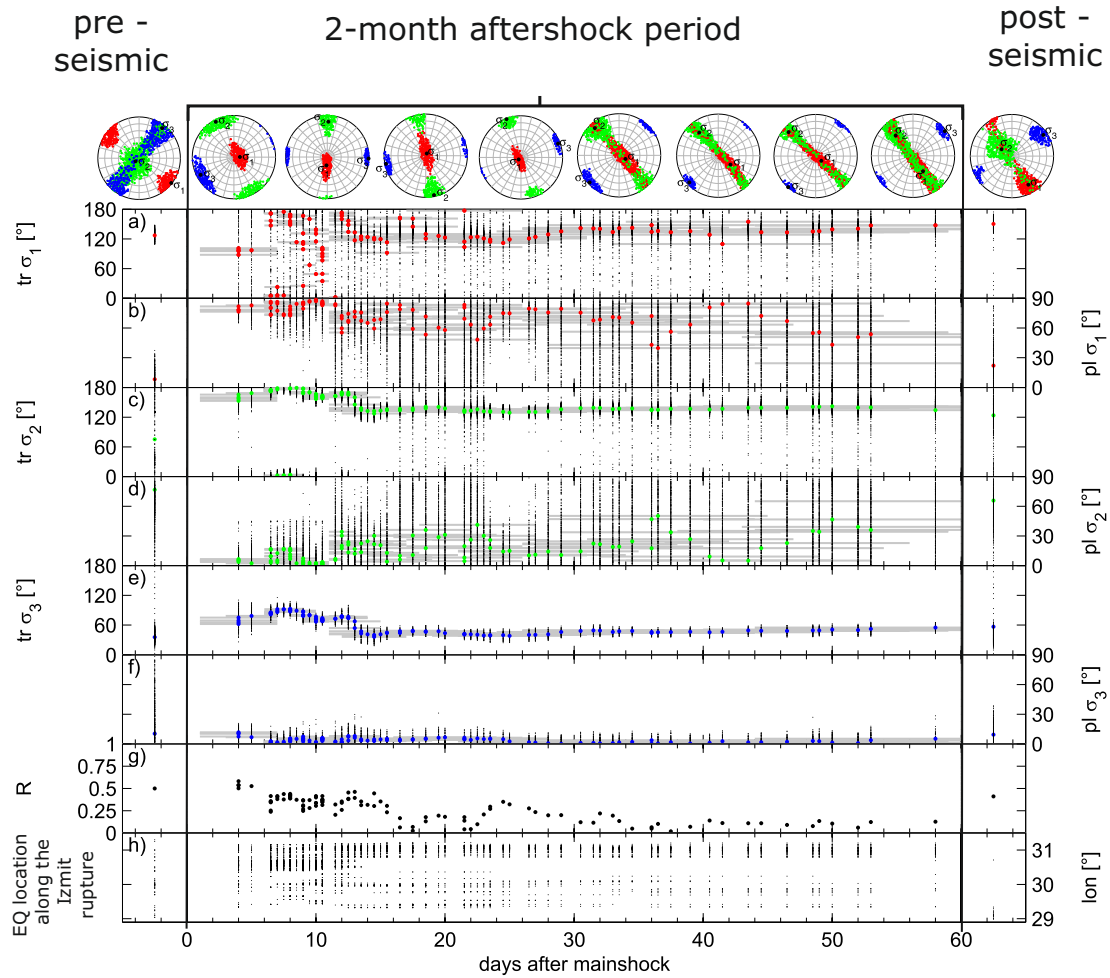 pre -
seismic
2-month aftershock period
post -
seismic
σ3
σ2
σ1
σ2
σ1
σ3
σ
σ1
σ3
σ1
σ3
σ2
σ2
σ1
σ3
σ2
σ1
σ3
σ2
σ1
σ3
σ2
σ1
σ3
σ2
σ1
σ3
σ3
σ2
σ1
180
120
60
0
tr σ1 [°]
a)
b)
90
60
30
0
pl σ1 [°]
180
120
60
0
tr σ2 [°]
c)
d)
90
60
30
0
pl σ2 [°]
180
120
60
0
tr σ3 [°]
e)
f)
90
60
30
0
pl σ3 [°]
1
0.75
0.5
0.25
0
R
g)
h)
EQ location
along the
Izmit
rupture
31
30
29
lon [°]
0
10
20
30
40
50
60
days after mainshock